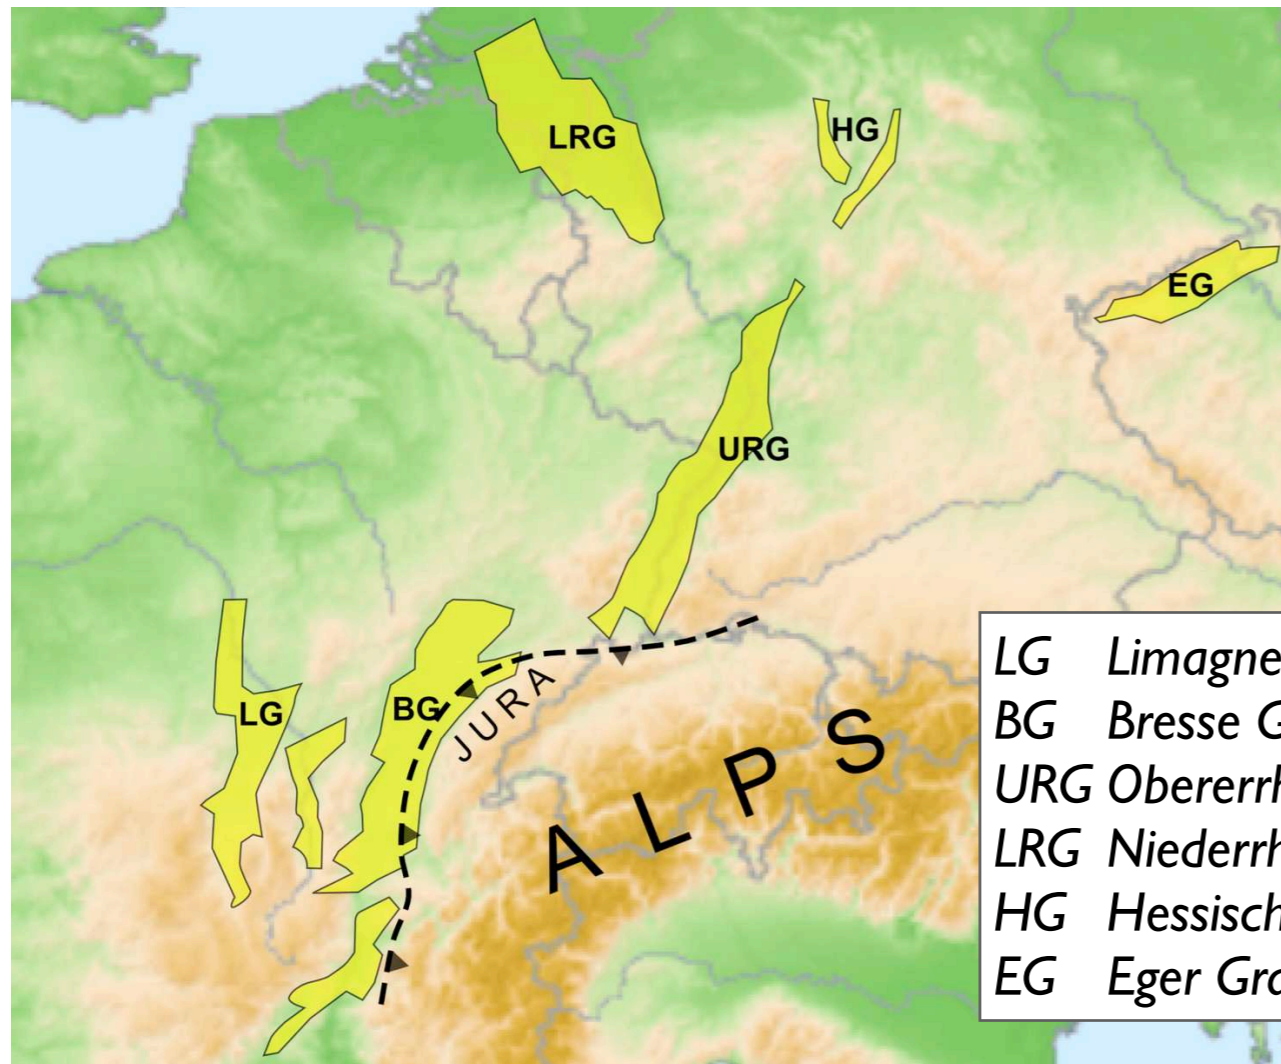 LRG
HG
EG
URG
LG
BG
JURA
ALPS
LG Limagne
BG Bresse G
URG Obererrh
LRG Niederrh
HG Hessisch
EG Eger Gra